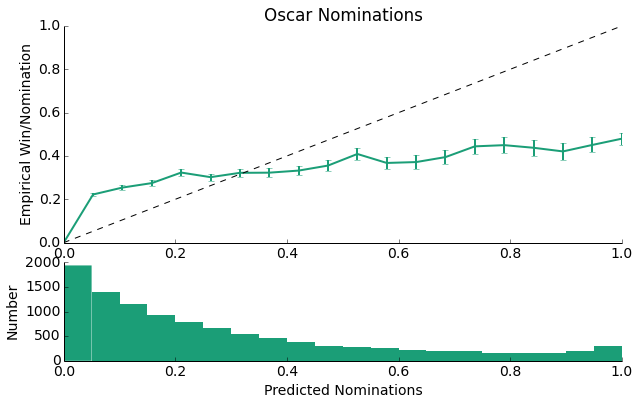 Oscar Nominations
Empirical Win/Nomination
1.0
0.8
0.6
0.4
0.2
0.0
0.0 0.2 0.4 0.6 0.8 1.0
Number
2000
1500
1000
500
0
0.0 0.2 0.4 0.6 0.8 1.0
Predicted Nominations